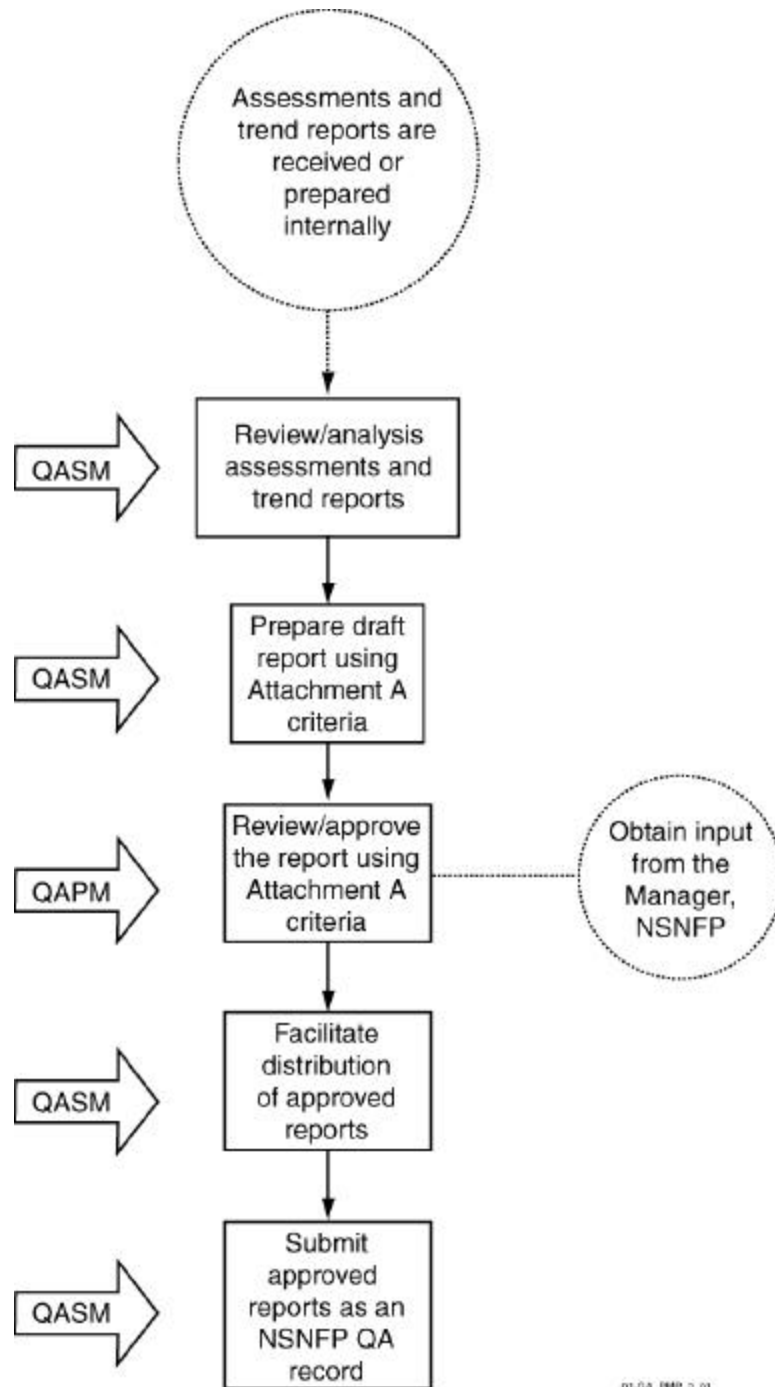 Assessments and
trend reports are
received or
prepared
internally
QASM
Review/analysis
assessments and
trend reports
QASM
Prepare draft
report using
Attachment A
criteria
QAPM
Review/approve
the report using
Attachment A
criteria
Obtain input
from the
Manager,
NSNFP
QASM
Facilitate
distribution
of approved
reports
QASM
Submit
approved
reports as an
NSNFP QA
record